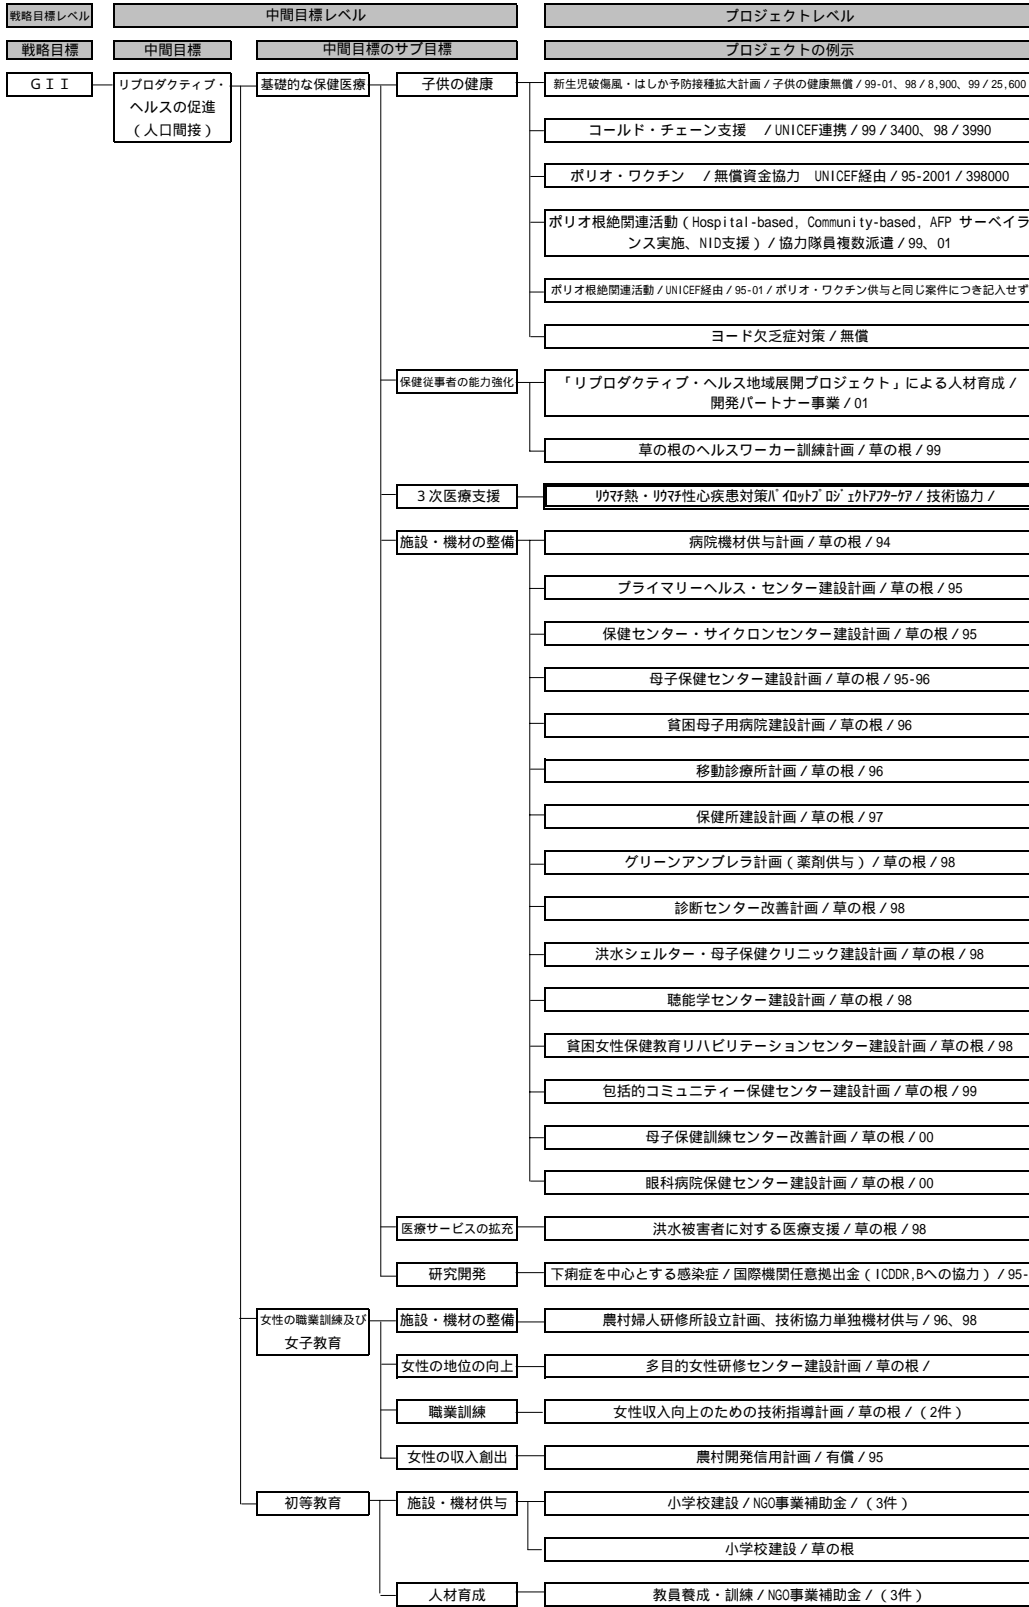 戦略目標レベル
中間目標レベル
プロジェクトレベル
戦略目標
中間目標
中間目標のサブ目標
プロジェクトの例示
ＧＩＩ
リプロダクティブ・
ヘルスの促進
（人口間接）
基礎的な保健医療
子供の健康
新生児破傷風・はしか予防接種拡大計画 / 子供の健康無償 / 99-01、98 / 8,900、99 / 25,600
コールド・チェーン支援　/ UNICEF連携 / 99 / 3400、98 / 3990
ポリオ・ワクチン　/ 無償資金協力　UNICEF経由 / 95-2001 / 398000
ポリオ根絶関連活動（Hospital-based, Community-based, AFP サーベイラ
ンス実施、NID支援）/ 協力隊員複数派遣 / 99、01
ポリオ根絶関連活動 / UNICEF経由 / 95-01 / ポリオ・ワクチン供与と同じ案件につき記入せず
ヨード欠乏症対策 / 無償
保健従事者の能力強化
「リプロダクティブ・ヘルス地域展開プロジェクト」による人材育成 /
開発パートナー事業 / 01
草の根のヘルスワーカー訓練計画 / 草の根 / 99
３次医療支援
ﾘｳﾏﾁ熱・ﾘｳﾏﾁ性心疾患対策ﾊﾟｲﾛｯﾄﾌﾟﾛｼﾞｪｸﾄｱﾌﾀｰｹｱ / 技術協力 /
施設・機材の整備
病院機材供与計画 / 草の根 / 94
プライマリーヘルス・センター建設計画 / 草の根 / 95
保健センター・サイクロンセンター建設計画 / 草の根 / 95
母子保健センター建設計画 / 草の根 / 95-96
貧困母子用病院建設計画 / 草の根 / 96
移動診療所計画 / 草の根 / 96
保健所建設計画 / 草の根 / 97
グリーンアンブレラ計画（薬剤供与）/ 草の根 / 98
診断センター改善計画 / 草の根 / 98
洪水シェルター・母子保健クリニック建設計画 / 草の根 / 98
聴能学センター建設計画 / 草の根 / 98
貧困女性保健教育リハビリテーションセンター建設計画 / 草の根 / 98
包括的コミュニティー保健センター建設計画 / 草の根 / 99
母子保健訓練センター改善計画 / 草の根 / 00
眼科病院保健センター建設計画 / 草の根 / 00
医療サービスの拡充
洪水被害者に対する医療支援 / 草の根 / 98
研究開発
下痢症を中心とする感染症 / 国際機関任意拠出金（ICDDR,Bへの協力）/ 95-
女性の職業訓練及び
女子教育
施設・機材の整備
農村婦人研修所設立計画、技術協力単独機材供与 / 96、98
女性の地位の向上
多目的女性研修センター建設計画 / 草の根 /
職業訓練
女性収入向上のための技術指導計画 / 草の根 /（2件）
女性の収入創出
農村開発信用計画 / 有償 / 95
初等教育
施設・機材供与
小学校建設 / NGO事業補助金 /（3件）
小学校建設 / 草の根
人材育成
教員養成・訓練 / NGO事業補助金 /（3件）